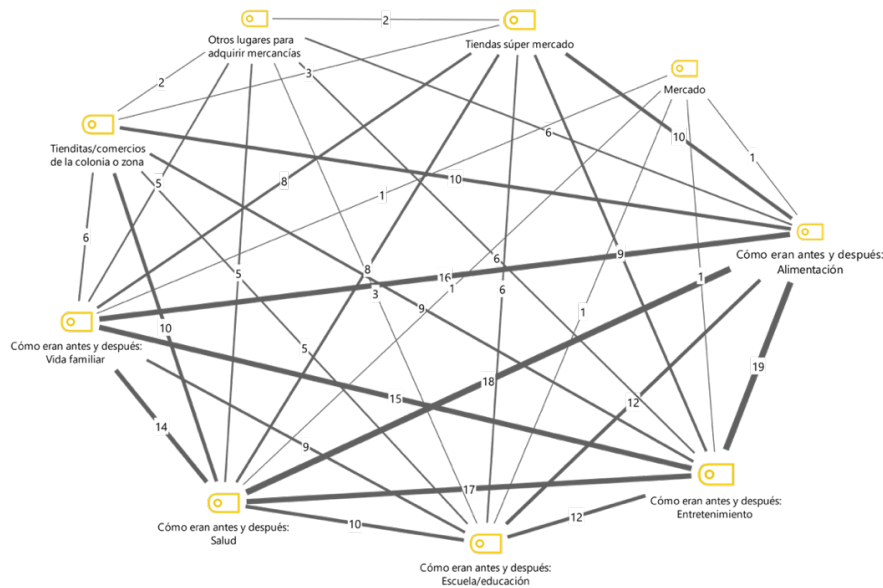 2
Otros lugares para
adquirir mercancías
Tiendas súper mercado
Mercado
2
3
6
10
1
Tienditas/comercios
de la colonia o zona
5
8
1
10
6
5
8
6
9
Cómo eran antes y después:
Alimentación
16
3
1
6
1
9
1
10
Cómo eran antes y después:
Vida familiar
5
18
19
15
12
14
9
17
Cómo eran antes y después:
Entretenimiento
10
12
Cómo eran antes y después:
Salud
Cómo eran antes y después:
Escuela/educación